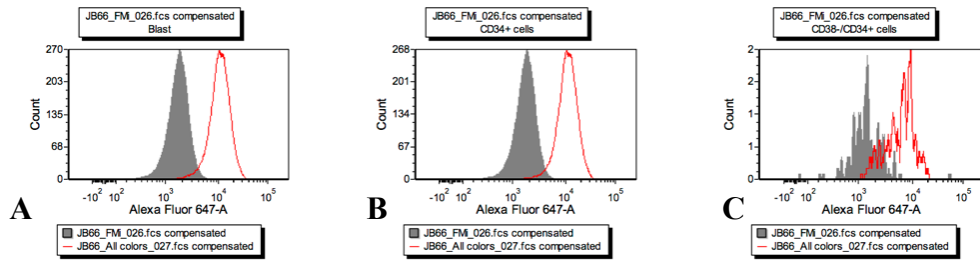 JB66_FMi_026.fcs compensated
Blast
270
203
135
68
0
Count
-10² 10² 10³ 10⁴ 10⁵
Alexa Fluor 647-A
A
JB66_FMi_026.fcs compensated
JB66_All colors_027.fcs compensated
JB66_FMi_026.fcs compensated
CD34+ cells
268
201
134
67
0
Count
-10² 10² 10³ 10⁴ 10⁵
Alexa Fluor 647-A
B
JB66_FMi_026.fcs compensated
JB66_All colors_027.fcs compensated
JB66_FMi_026.fcs compensated
CD38-/CD34+ cells
2
2
1
1
0
Count
-10² 10² 10³ 10⁴ 10⁵
Alexa Fluor 647-A
C
JB66_FMi_026.fcs compensated
JB66_All colors_027.fcs compensated